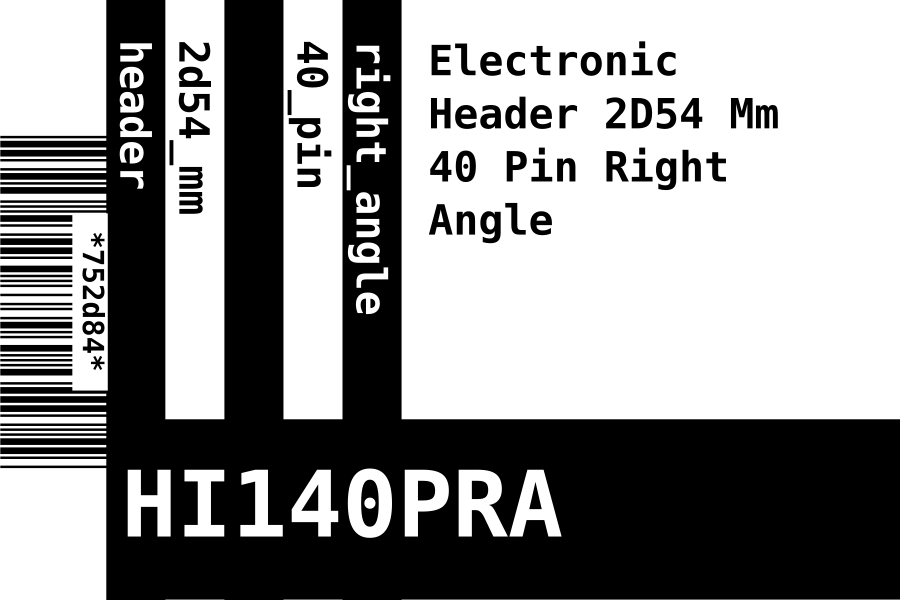 *752d84*
header
2d54_mm
40_pin
right_angle
Electronic
Header 2D54 Mm
40 Pin Right
Angle
HI140PRA